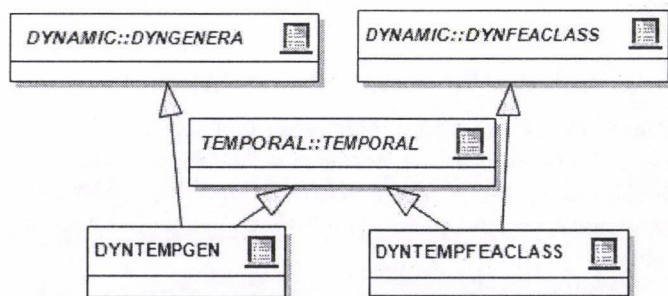 DYNAMIC::DYNGENERA
DYNAMIC::DYNFEACLASS
TEMPORAL::TEMPORAL
DYNTEMPGEN
DYNTEMPFEACLASS